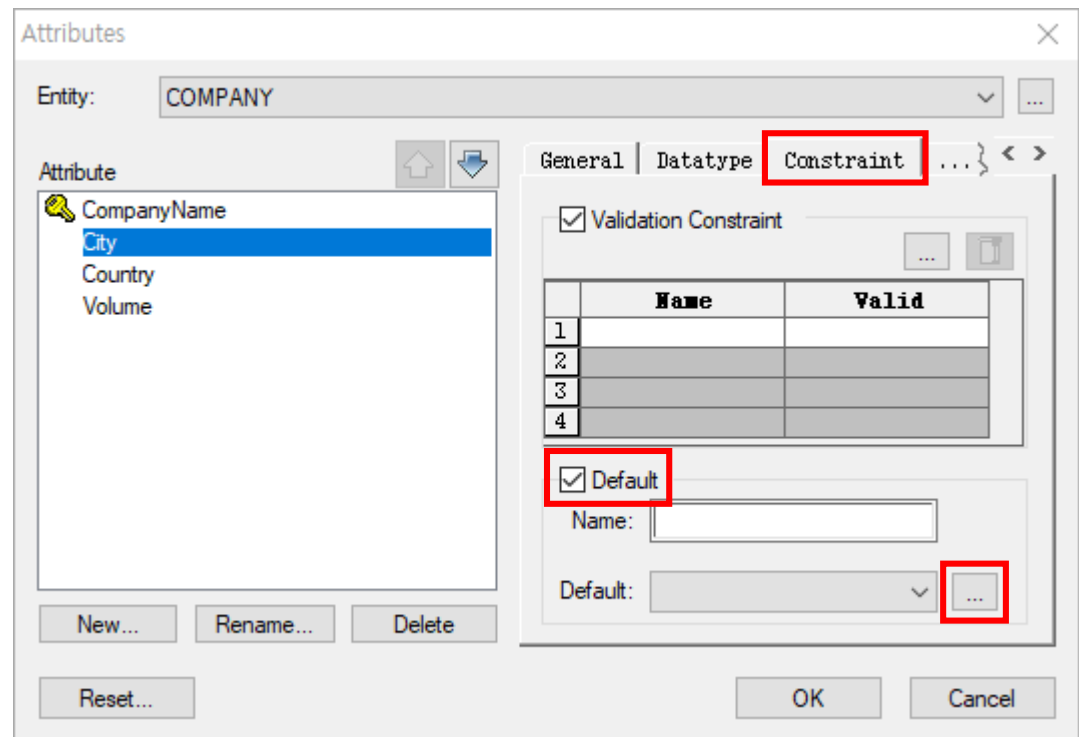 Attributes
Entity: COMPANY ...
Attribute
CompanyName
City
Country
Volume
New... Rename... Delete
General Datatype Constraint ...
Validation Constraint
...
Name Valid
1
2
3
4
Default
Name:
Default: ...
Reset... OK Cancel